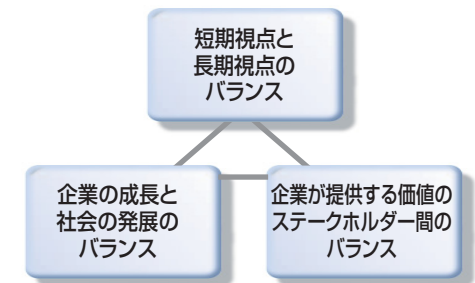 短期視点と
長期視点の
バランス
企業の成長と
社会の発展の
バランス
企業が提供する価値の
ステークホルダー間の
バランス